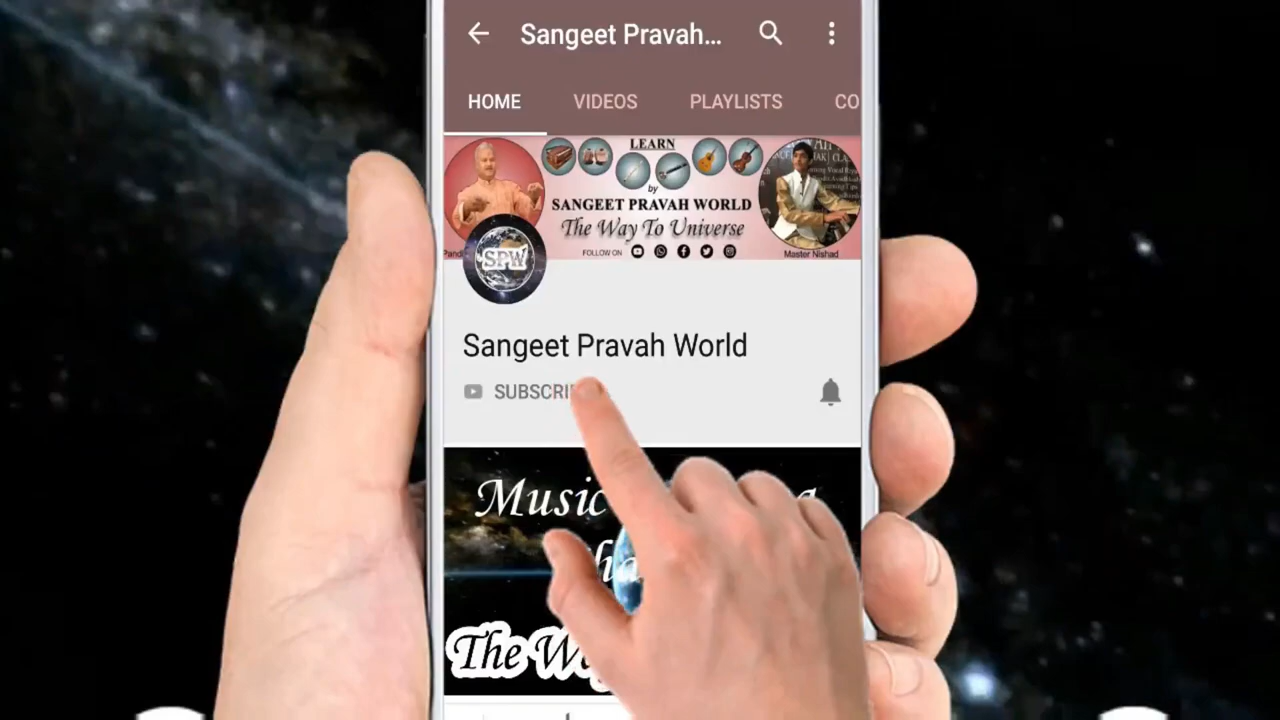 Sangeet Pravah...
HOME VIDEOS PLAYLISTS CO
LEARN
by
SANGEET PRAVAH WORLD
The Way To Universe
FOLLOW ON
Master Nishad
SPW
Sangeet Pravah World
SUBSCRI
Music
The